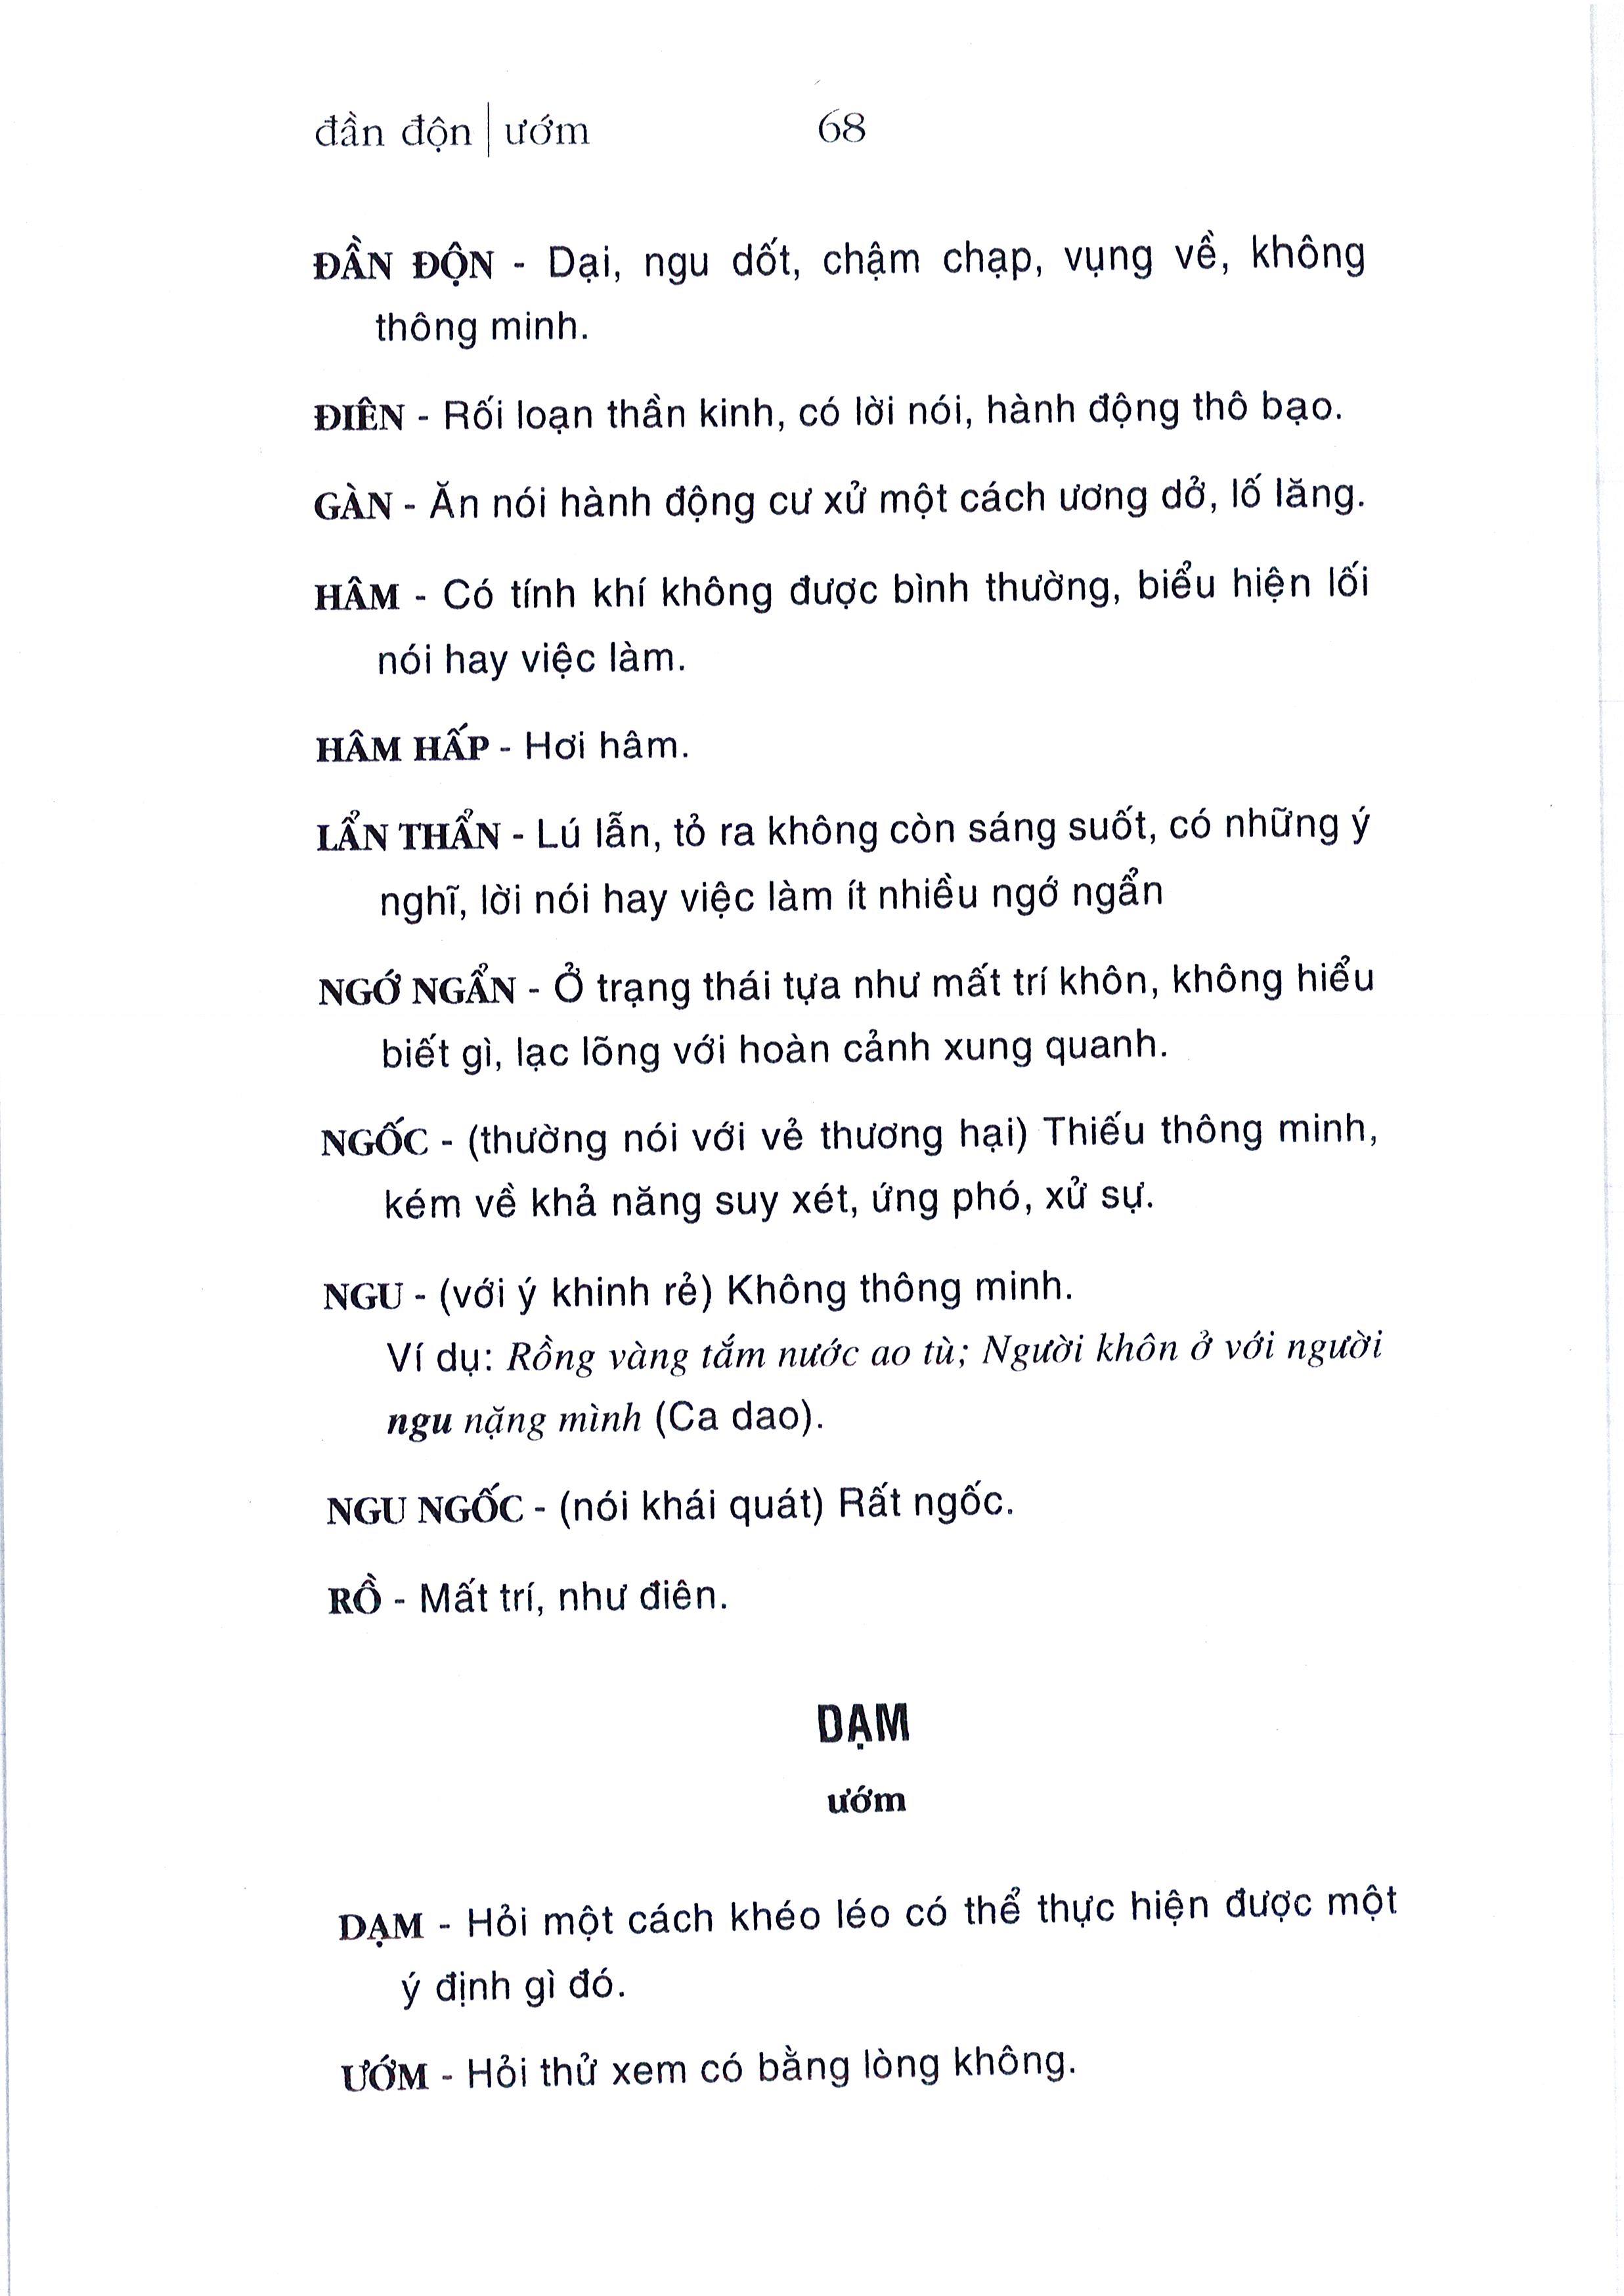 đần độn | ướm 68
ĐẦN ĐỘN - Dại, ngu dốt, chậm chạp, vụng về, không
thông minh.
ĐIÊN - Rối loạn thần kinh, có lời nói, hành động thô bạo.
GÀN - Ăn nói hành động cư xử một cách ương dở, lố lăng.
HÂM - Có tính khí không được bình thường, biểu hiện lối
nói hay việc làm.
HÂM HẤP - Hơi hâm.
LẨN THẨN - Lú lẫn, tỏ ra không còn sáng suốt, có những ý
nghĩ, lời nói hay việc làm ít nhiều ngớ ngẩn
NGỚ NGẨN - Ở trạng thái tựa như mất trí khôn, không hiểu
biết gì, lạc lõng với hoàn cảnh xung quanh.
NGỐC - (thường nói với vẻ thương hại) Thiếu thông minh,
kém về khả năng suy xét, ứng phó, xử sự.
NGU - (với ý khinh rẻ) Không thông minh.
Ví dụ: Rồng vàng tắm nước ao tù; Người khôn ở với người
ngu nặng mình (Ca dao).
NGU NGỐC - (nói khái quát) Rất ngốc.
RỒ - Mất trí, như điên.
DẠM
ướm
DẠM - Hỏi một cách khéo léo có thể thực hiện được một
ý định gì đó.
ƯỚM - Hỏi thử xem có bằng lòng không.